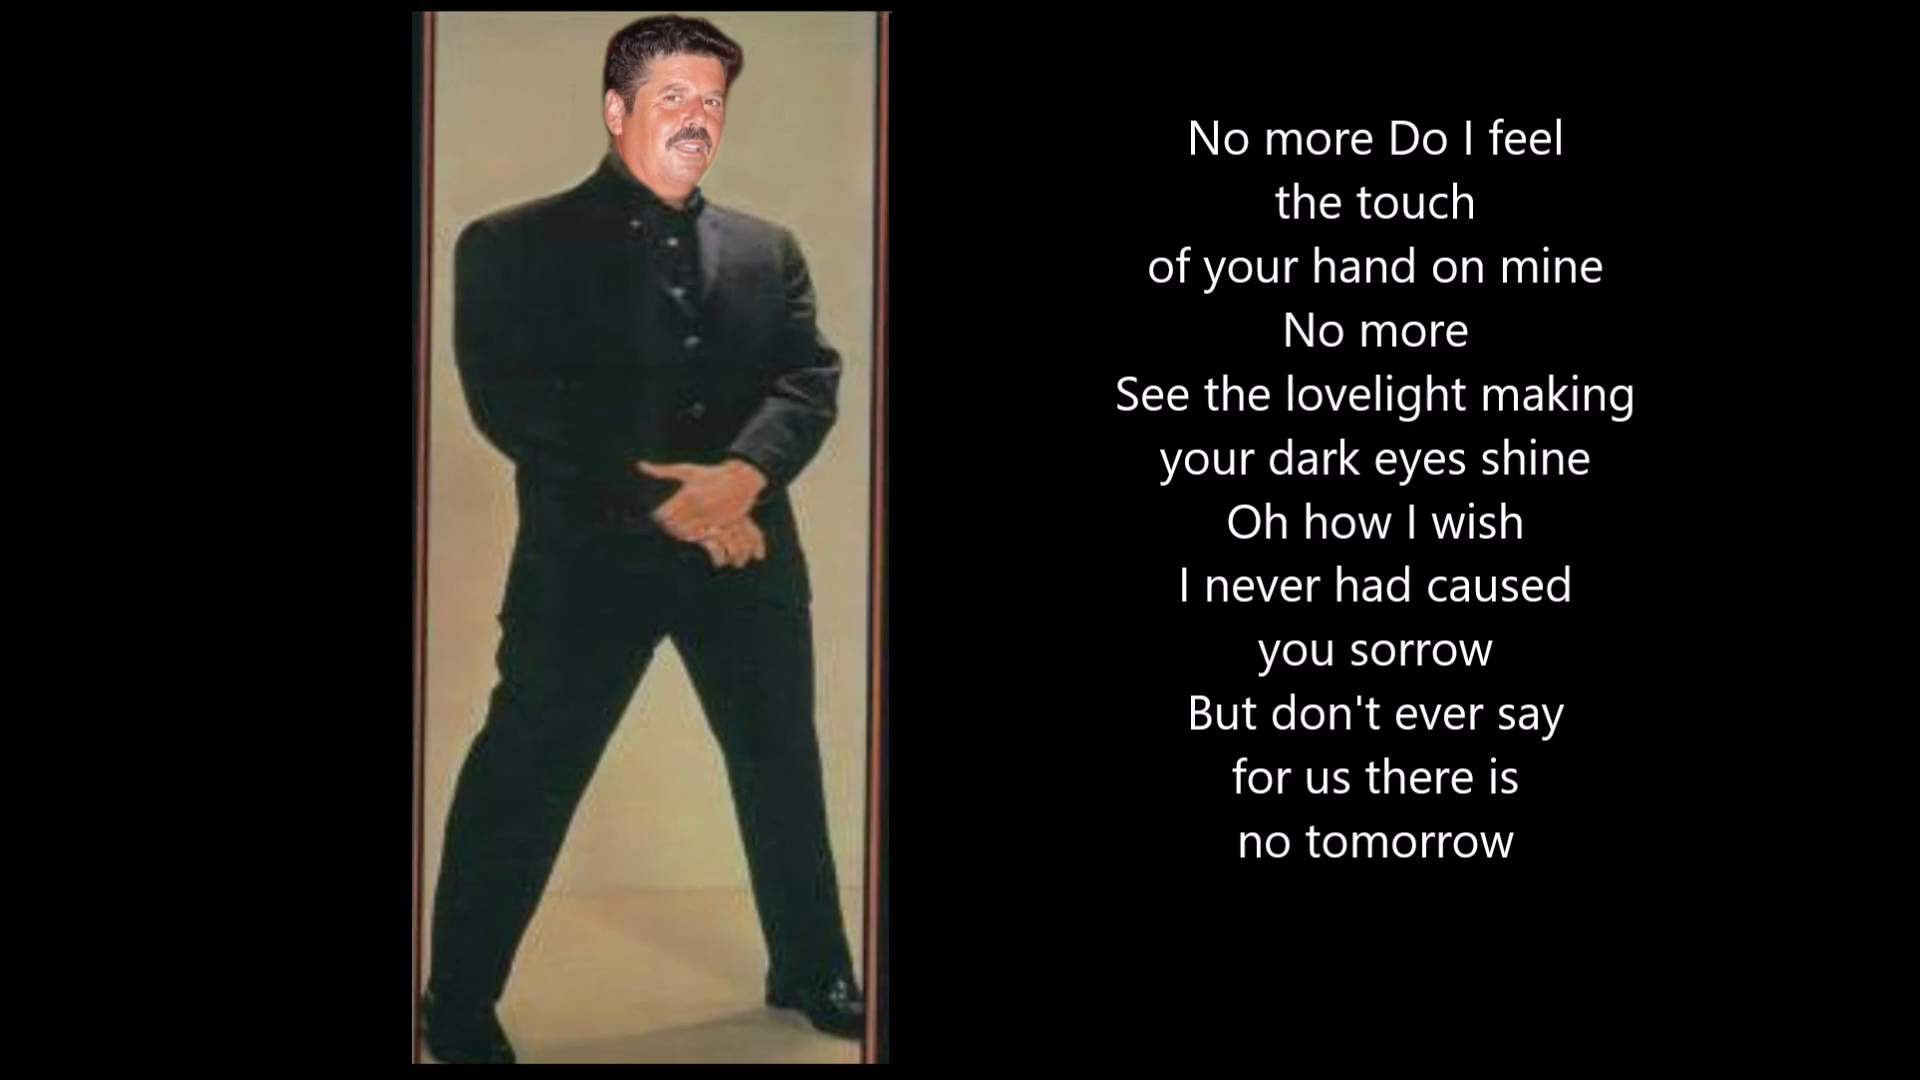 No more Do I feel
the touch
of your hand on mine
No more
See the lovelight making
your dark eyes shine
Oh how I wish
I never had caused
you sorrow
But don't ever say
for us there is
no tomorrow